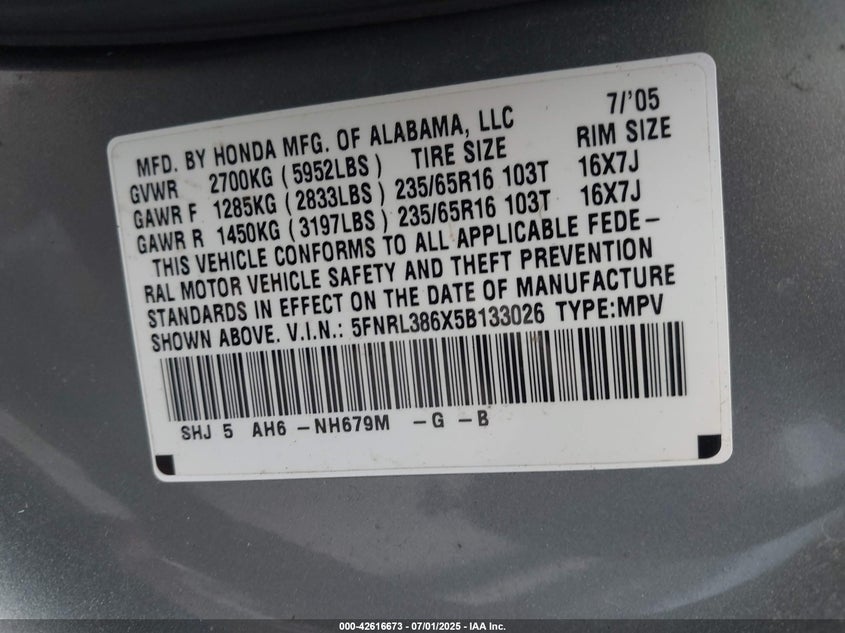 MFD. BY HONDA MFG. OF ALABAMA, LLC 7/'05
GVWR 2700KG (5952LBS) TIRE SIZE RIM SIZE
GAWR F 1285KG (2833LBS) 235/65R16 103T 16X7J
GAWR R 1450KG (3197LBS) 235/65R16 103T 16X7J
THIS VEHICLE CONFORMS TO ALL APPLICABLE FEDE-
RAL MOTOR VEHICLE SAFETY AND THEFT PREVENTION
STANDARDS IN EFFECT ON THE DATE OF MANUFACTURE
SHOWN ABOVE. V.I.N.: 5FNRL386X5B133026 TYPE:MPV
SHJ 5 AH6 -NH679M -G -B
000-42616673 - 07/01/2025 - IAA Inc.